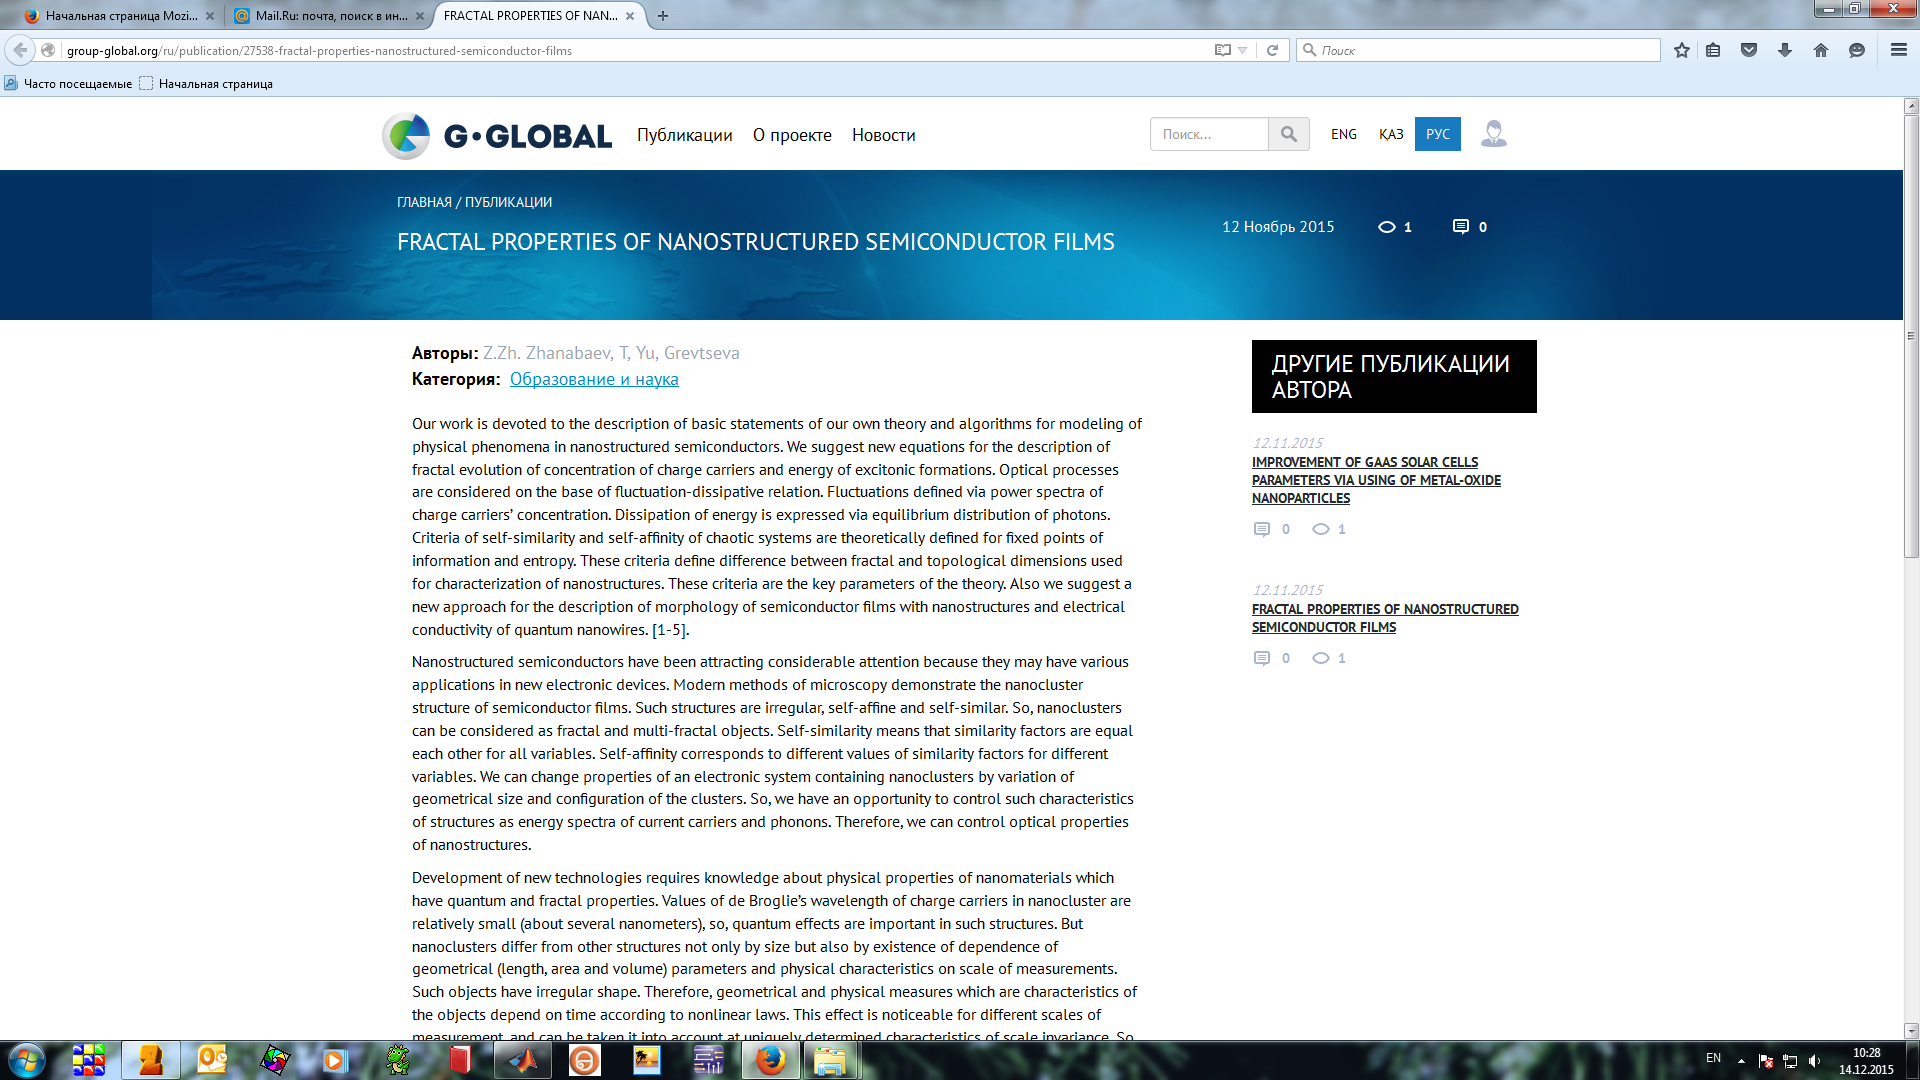 Начальная страница Mozi...
Mail.Ru: почта, поиск в ин...
FRACTAL PROPERTIES OF NAN...
group-global.org/ru/publication/27538-fractal-properties-nanostructured-semiconductor-films
Поиск
Часто посещаемые
Начальная страница
G•GLOBAL
Публикации
О проекте
Новости
Поиск...
ENG
ҚАЗ
РУС
ГЛАВНАЯ / ПУБЛИКАЦИИ
FRACTAL PROPERTIES OF NANOSTRUCTURED SEMICONDUCTOR FILMS
12 Ноябрь 2015
1
0
Авторы: Z.Zh. Zhanabaev, T, Yu, Grevtseva
Категория: Образование и наука
Our work is devoted to the description of basic statements of our own theory and algorithms for modeling of
physical phenomena in nanostructured semiconductors. We suggest new equations for the description of
fractal evolution of concentration of charge carriers and energy of excitonic formations. Optical processes
are considered on the base of fluctuation-dissipative relation. Fluctuations defined via power spectra of
charge carriers’ concentration. Dissipation of energy is expressed via equilibrium distribution of photons.
Criteria of self-similarity and self-affinity of chaotic systems are theoretically defined for fixed points of
information and entropy. These criteria define difference between fractal and topological dimensions used
for characterization of nanostructures. These criteria are the key parameters of the theory. Also we suggest a
new approach for the description of morphology of semiconductor films with nanostructures and electrical
conductivity of quantum nanowires. [1-5].
Nanostructured semiconductors have been attracting considerable attention because they may have various
applications in new electronic devices. Modern methods of microscopy demonstrate the nanocluster
structure of semiconductor films. Such structures are irregular, self-affine and self-similar. So, nanoclusters
can be considered as fractal and multi-fractal objects. Self-similarity means that similarity factors are equal
each other for all variables. Self-affinity corresponds to different values of similarity factors for different
variables. We can change properties of an electronic system containing nanoclusters by variation of
geometrical size and configuration of the clusters. So, we have an opportunity to control such characteristics
of structures as energy spectra of current carriers and phonons. Therefore, we can control optical properties
of nanostructures.
Development of new technologies requires knowledge about physical properties of nanomaterials which
have quantum and fractal properties. Values of de Broglie’s wavelength of charge carriers in nanocluster are
relatively small (about several nanometers), so, quantum effects are important in such structures. But
nanoclusters differ from other structures not only by size but also by existence of dependence of
geometrical (length, area and volume) parameters and physical characteristics on scale of measurements.
Such objects have irregular shape. Therefore, geometrical and physical measures which are characteristics of
the objects depend on time according to nonlinear laws. This effect is noticeable for different scales of
measurement, and can be taken it into account at uniquely determined characteristics of scale invariance. So
ДРУГИЕ ПУБЛИКАЦИИ
АВТОРА
12.11.2015
IMPROVEMENT OF GAAS SOLAR CELLS
PARAMETERS VIA USING OF METAL-OXIDE
NANOPARTICLES
0
1
12.11.2015
FRACTAL PROPERTIES OF NANOSTRUCTURED
SEMICONDUCTOR FILMS
0
1
EN
10:28
14.12.2015